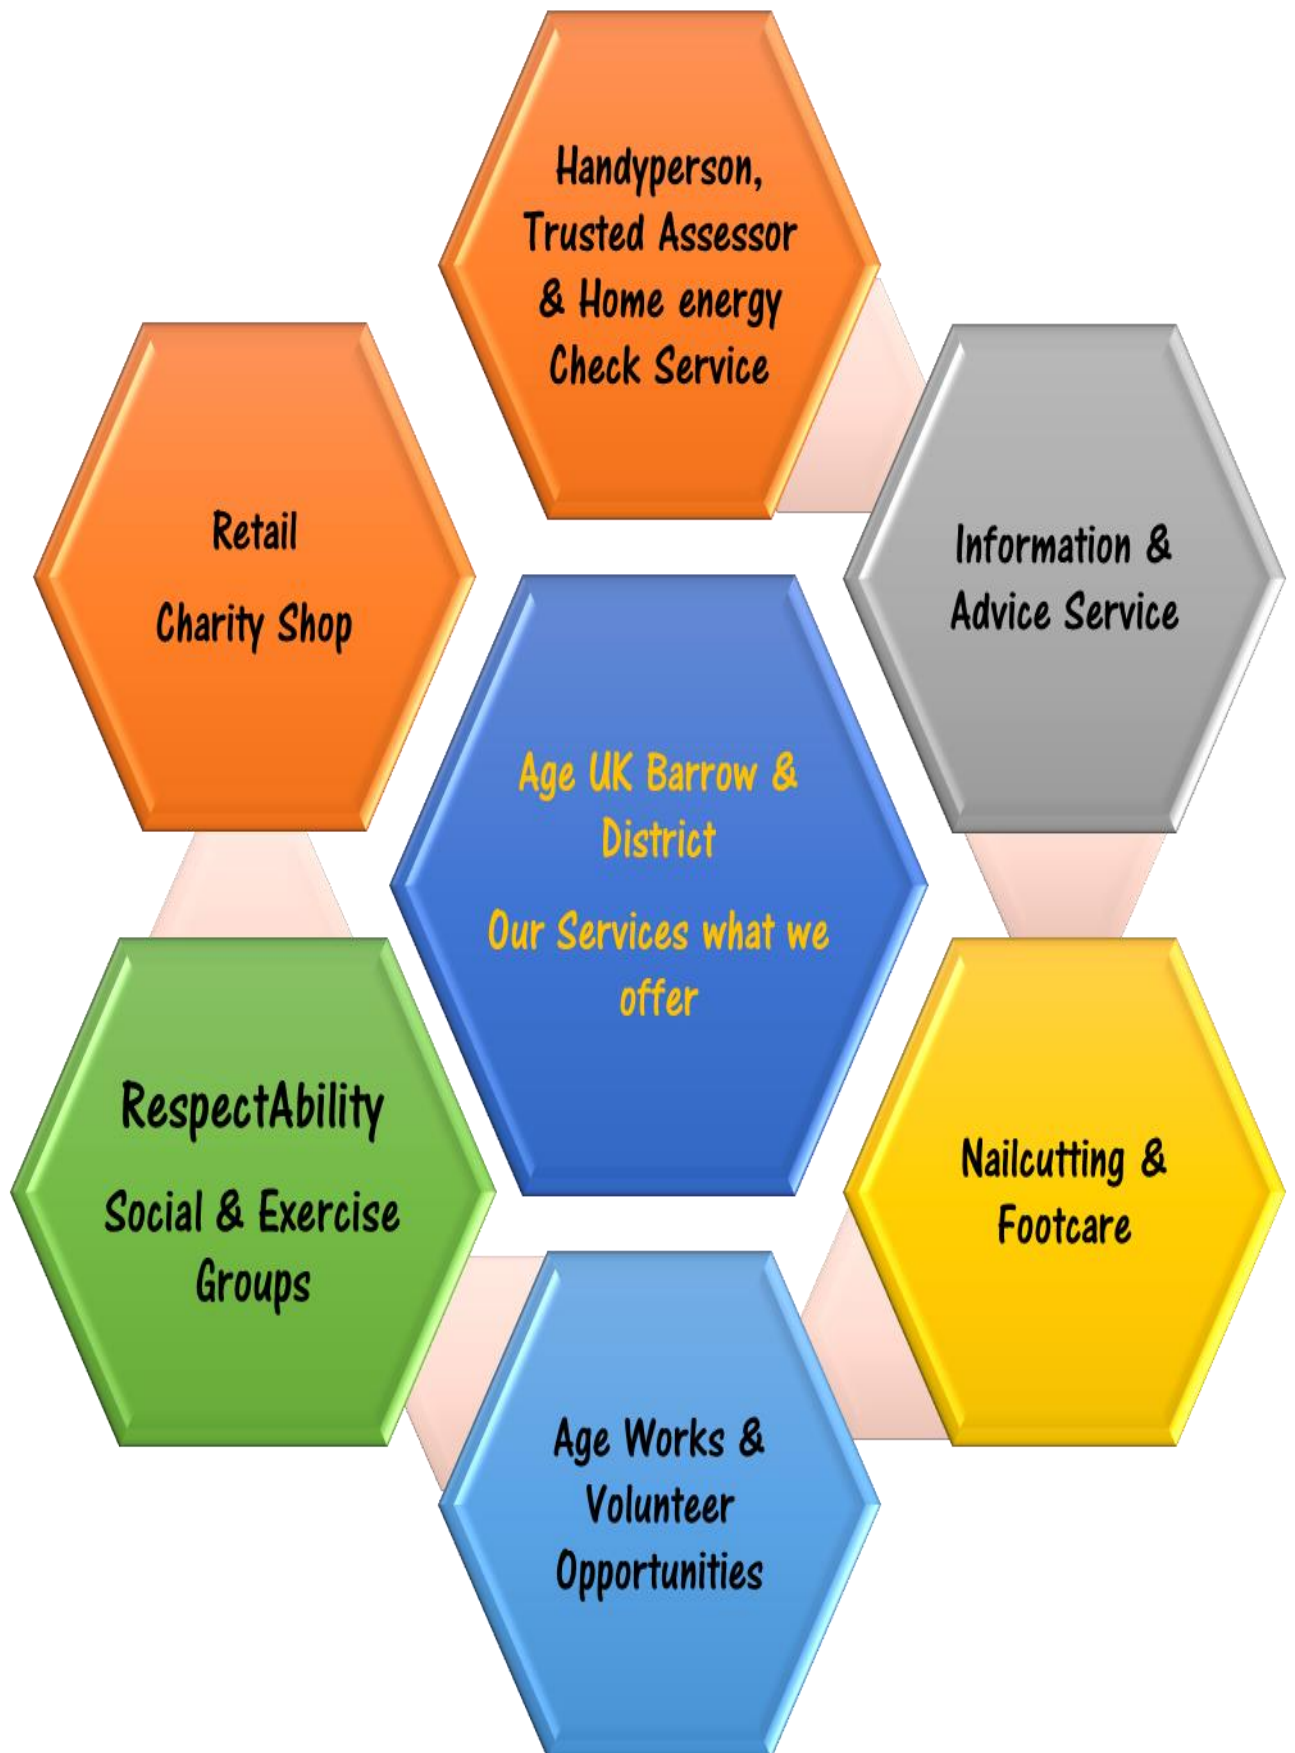 Handyperson,
Trusted Assessor
& Home energy
Check Service
Information &
Advice Service
Nailcutting &
Footcare
Age Works &
Volunteer
Opportunities
RespectAbility
Social & Exercise
Groups
Retail
Charity Shop
Age UK Barrow &
District
Our Services what we
offer